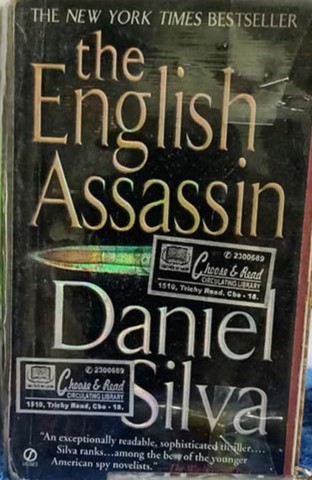 THE NEW YORK TIMES BESTSELLER
the
English
Assassin
✆ 2300689
Choose & Read
CIRCULATING LIBRARY
1510, Trichy Road, Cbe - 18.
Daniel
✆ 2300689
Choose & Read
CIRCULATING LIBRARY
1510, Trichy Road, Cbe - 18.
Silva
"An exceptionally readable, sophisticated thriller....
Silva ranks...among the best of the younger
American spy novelists."
SIGNET